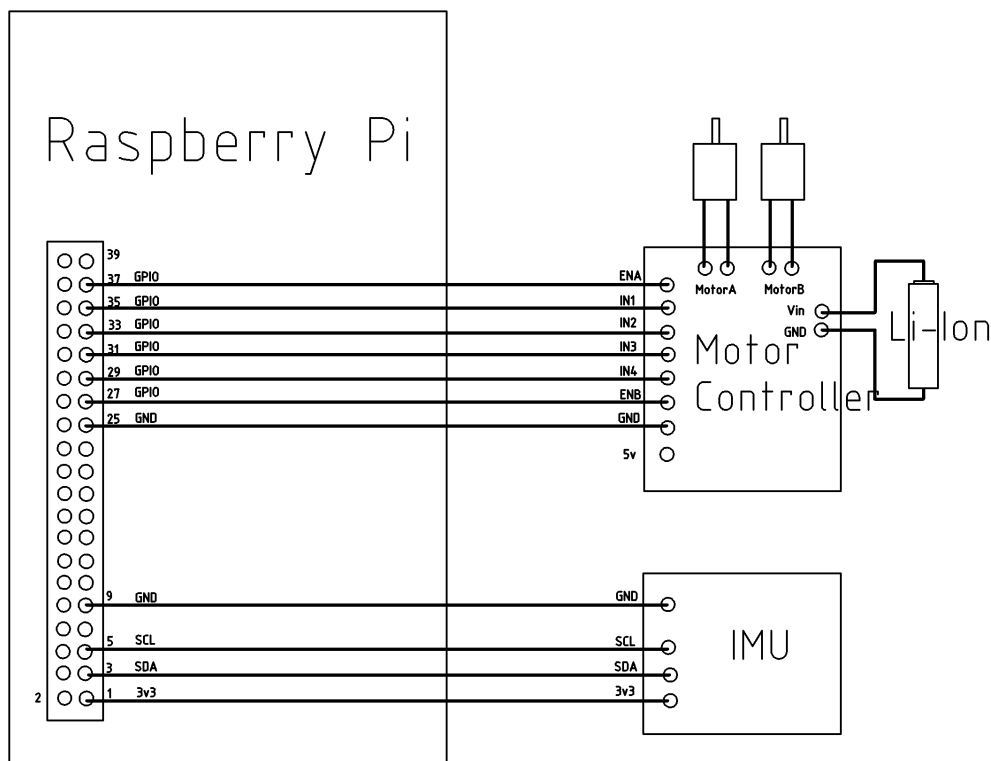 Raspberry Pi
39
37 GPIO ENA
35 GPIO IN1
33 GPIO IN2
31 GPIO IN3
29 GPIO IN4
27 GPIO ENB
25 GND GND
5v
MotorA MotorB
Vin
GND
Li-Ion
Motor
Controller
9 GND GND
5 SCL SCL
3 SDA SDA
2 1 3v3 3v3
IMU